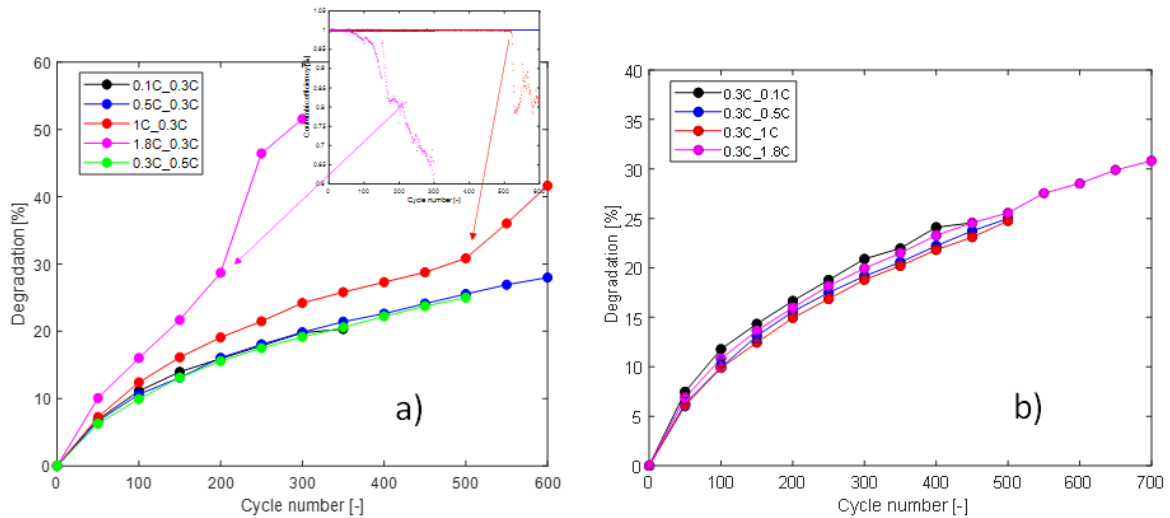 1.05
1
0.95
0.9
0.85
0.8
0.75
0.7
0.65
0.6
0 100 200 300 400 500 600
Cycle number [-]
60
50
40
30
20
10
0
Degradation [%]
0.1C_0.3C
0.5C_0.3C
1C_0.3C
1.8C_0.3C
0.3C_0.5C
a)
0 100 200 300 400 500 600
Cycle number [-]
40
35
30
25
20
15
10
5
0
Degradation [%]
0.3C_0.1C
0.3C_0.5C
0.3C_1C
0.3C_1.8C
b)
0 100 200 300 400 500 600 700
Cycle number [-]